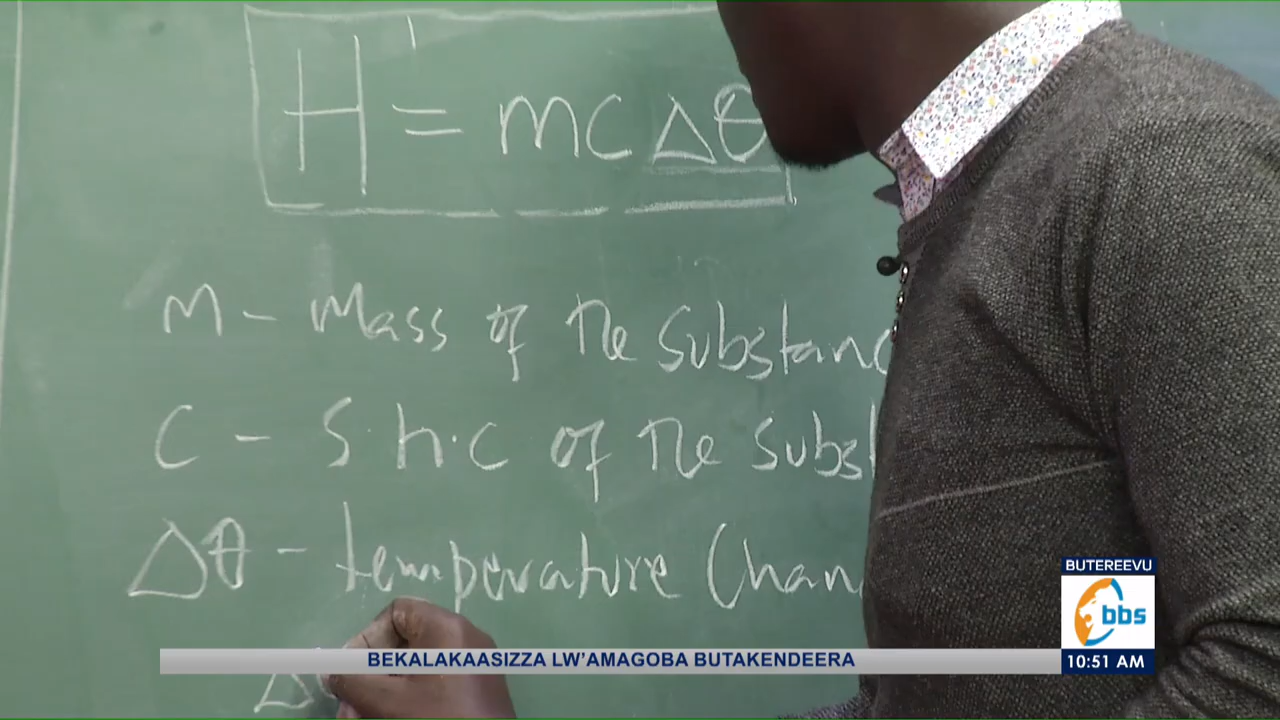 H = mcΔθ
M - Mass of the Substanc
C - S.h.c of the Subs
Δθ - temperature Chan
Δ
BEKALAKAASIZZA LW'AMAGOBA BUTAKENDEERA
BUTEREEVU
bbs
10:51 AM